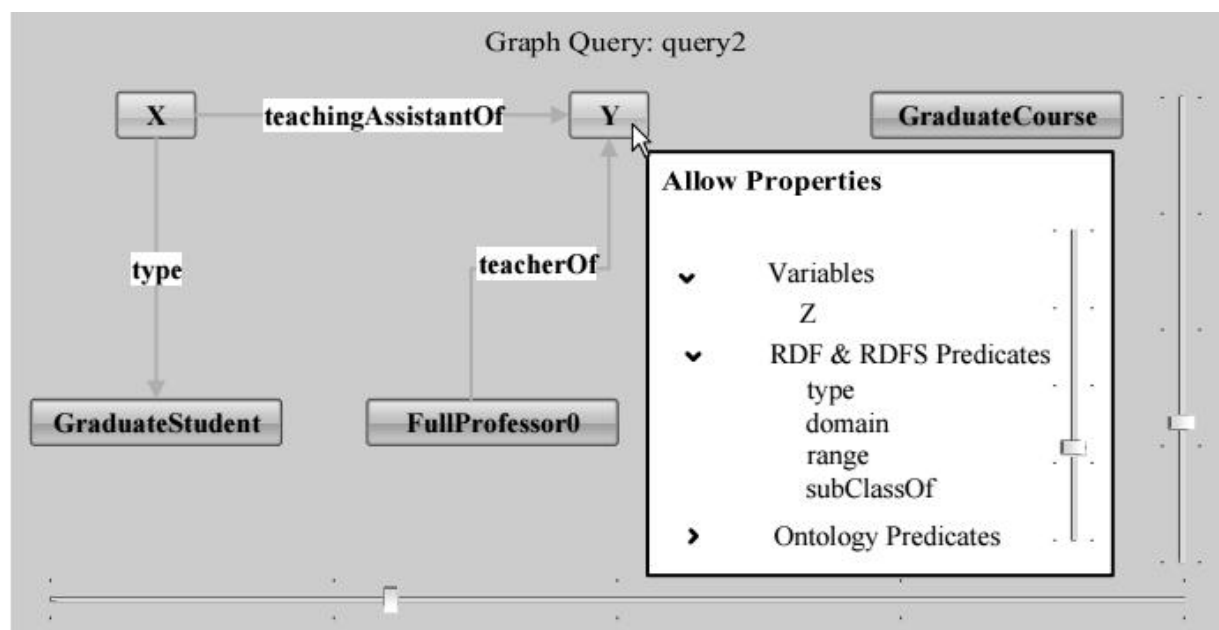 Graph Query: query2
X
teachingAssistantOf
Y
GraduateCourse
Allow Properties
type
teacherOf
Variables
Z
RDF & RDFS Predicates
type
domain
range
subClassOf
GraduateStudent
FullProfessor0
Ontology Predicates